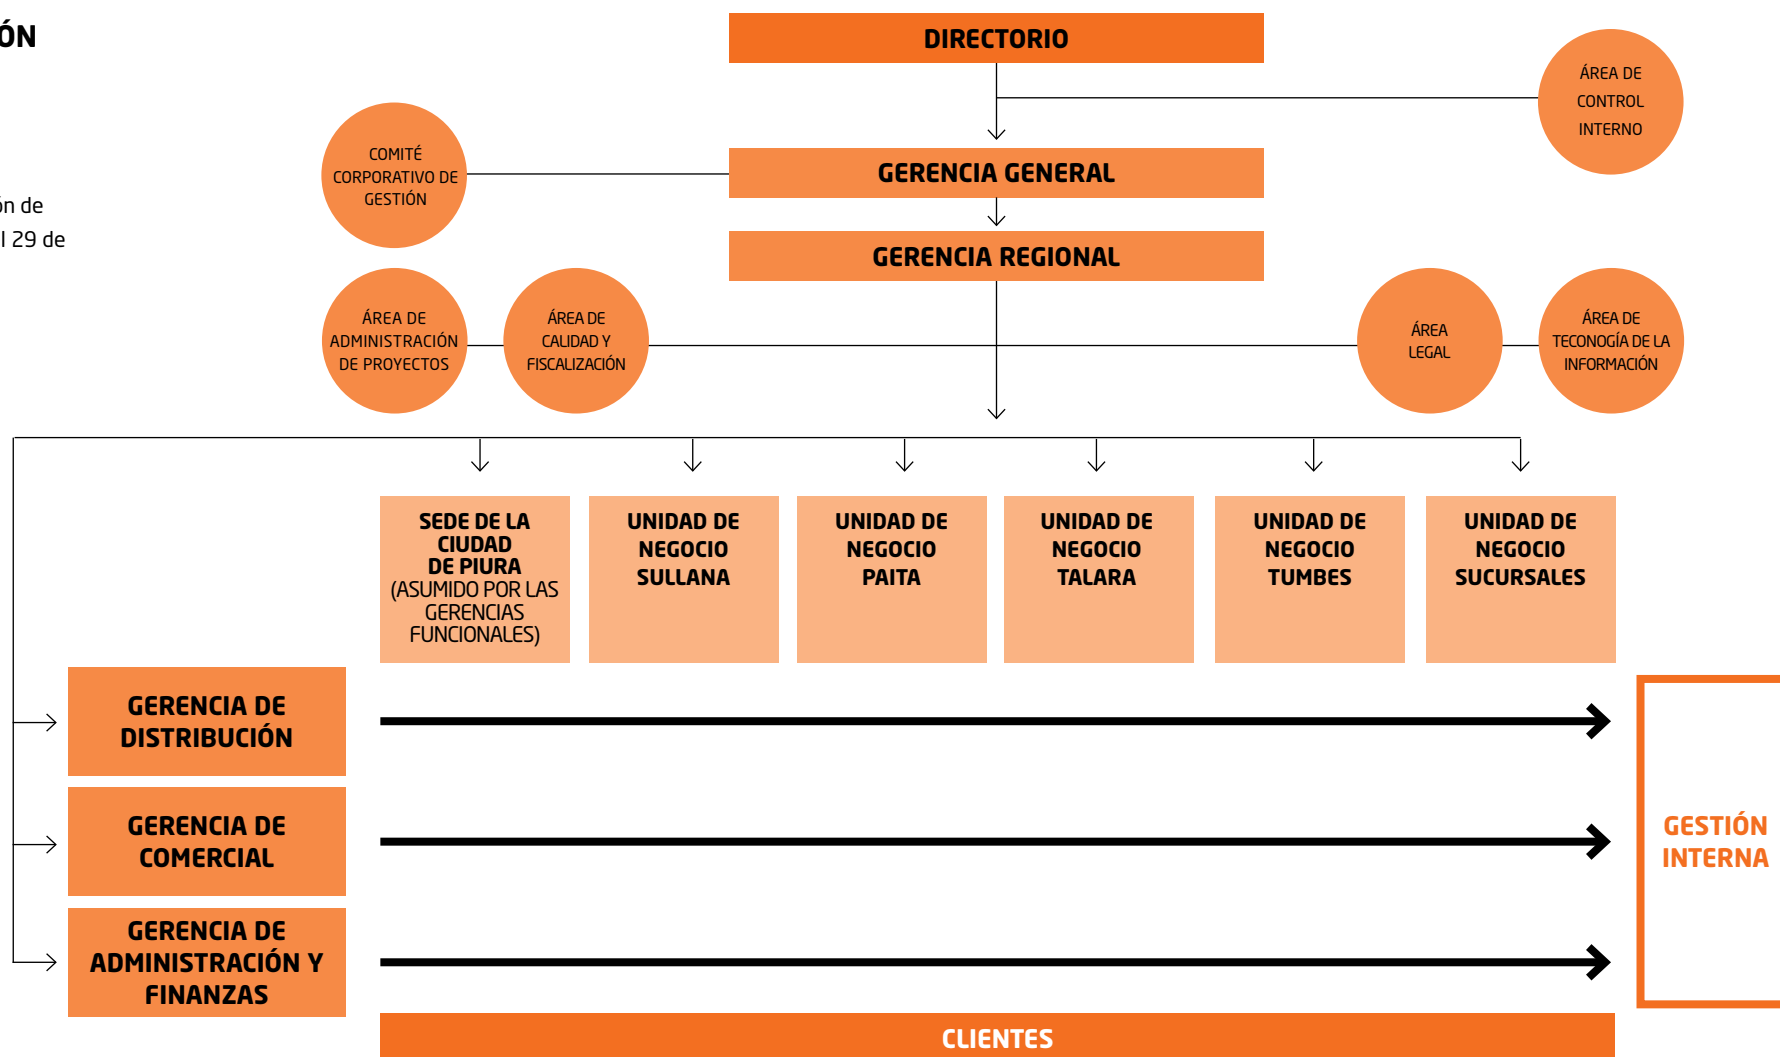 ÓN
ón de
l 29 de
DIRECTORIO
ÁREA DE
CONTROL
INTERNO
COMITÉ
CORPORATIVO DE
GESTIÓN
GERENCIA GENERAL
GERENCIA REGIONAL
ÁREA DE
ADMINISTRACIÓN
DE PROYECTOS
ÁREA DE
CALIDAD Y
FISCALIZACIÓN
ÁREA
LEGAL
ÁREA DE
TECONOGÍA DE LA
INFORMACIÓN
SEDE DE LA
CIUDAD
DE PIURA
(ASUMIDO POR LAS
GERENCIAS
FUNCIONALES)
UNIDAD DE
NEGOCIO
SULLANA
UNIDAD DE
NEGOCIO
PAITA
UNIDAD DE
NEGOCIO
TALARA
UNIDAD DE
NEGOCIO
TUMBES
UNIDAD DE
NEGOCIO
SUCURSALES
GERENCIA DE
DISTRIBUCIÓN
GERENCIA DE
COMERCIAL
GERENCIA DE
ADMINISTRACIÓN Y
FINANZAS
GESTIÓN
INTERNA
CLIENTES